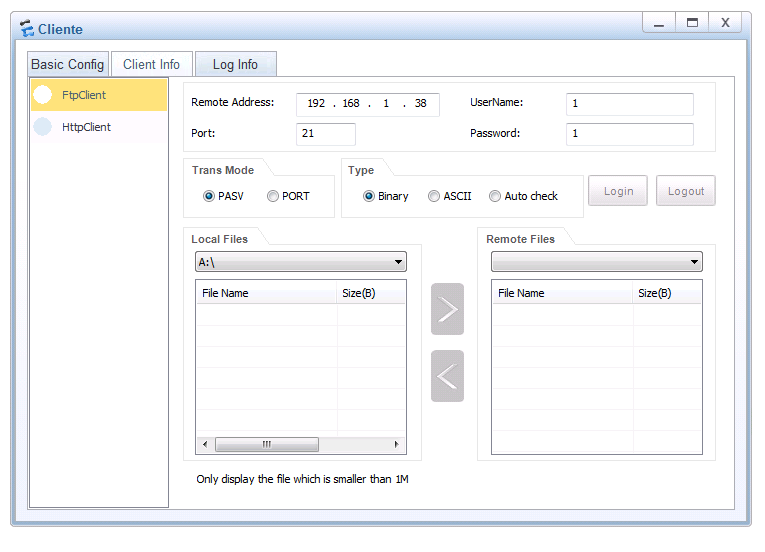 Cliente
Basic Config Client Info Log Info
FtpClient
HttpClient
Remote Address: 192 . 168 . 1 . 38 UserName: 1
Port: 21 Password: 1
Trans Mode Type
PASV PORT Binary ASCII Auto check Login Logout
Local Files Remote Files
A:\
File Name Size(B) File Name Size(B)
Only display the file which is smaller than 1M